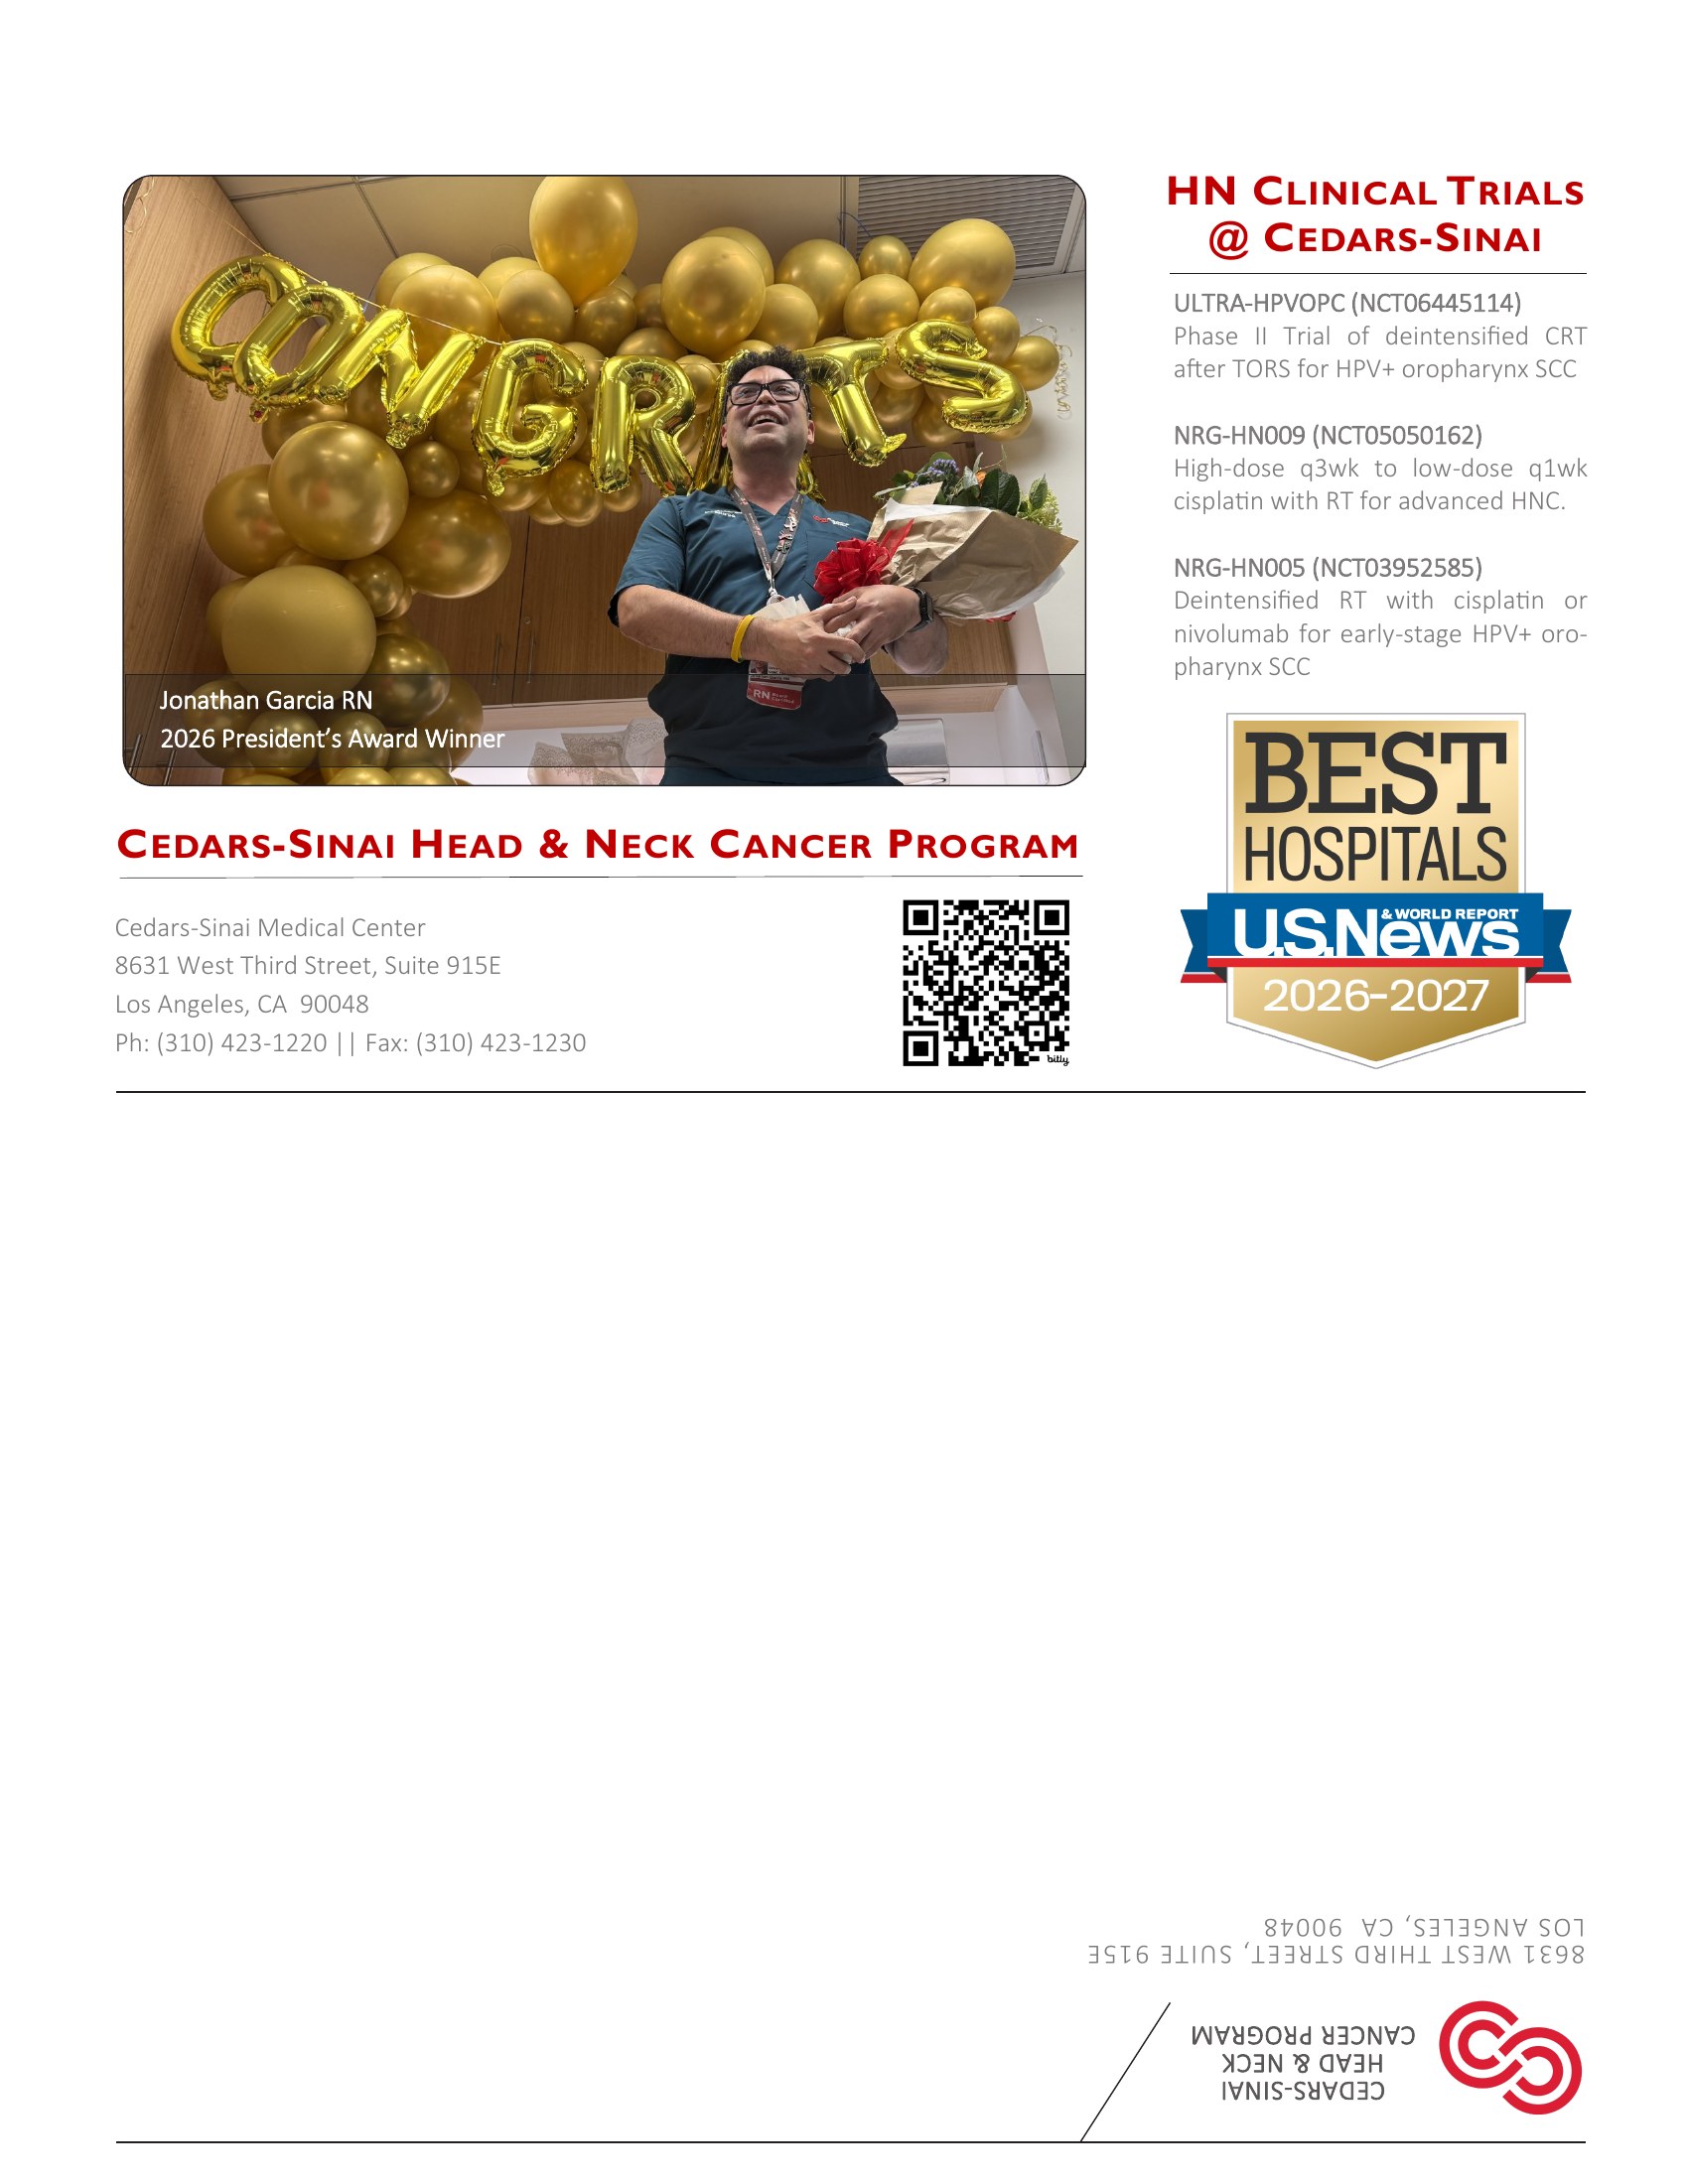 CONGRATS
RN
Jonathan Garcia RN
2026 President's Award Winner
CEDARS-SINAI HEAD & NECK CANCER PROGRAM
Cedars-Sinai Medical Center
8631 West Third Street, Suite 915E
Los Angeles, CA  90048
Ph: (310) 423-1220 || Fax: (310) 423-1230
bitly
HN CLINICAL TRIALS
@ CEDARS-SINAI
ULTRA-HPVOPC (NCT06445114)
Phase II Trial of deintensified CRT
after TORS for HPV+ oropharynx SCC
NRG-HN009 (NCT05050162)
High-dose q3wk to low-dose q1wk
cisplatin with RT for advanced HNC.
NRG-HN005 (NCT03952585)
Deintensified RT with cisplatin or
nivolumab for early-stage HPV+ oro-
pharynx SCC
BEST
HOSPITALS
U.S.News & WORLD REPORT
2026-2027
CEDARS-SINAI
HEAD & NECK
CANCER PROGRAM
8631 WEST THIRD STREET, SUITE 915E
LOS ANGELES, CA  90048